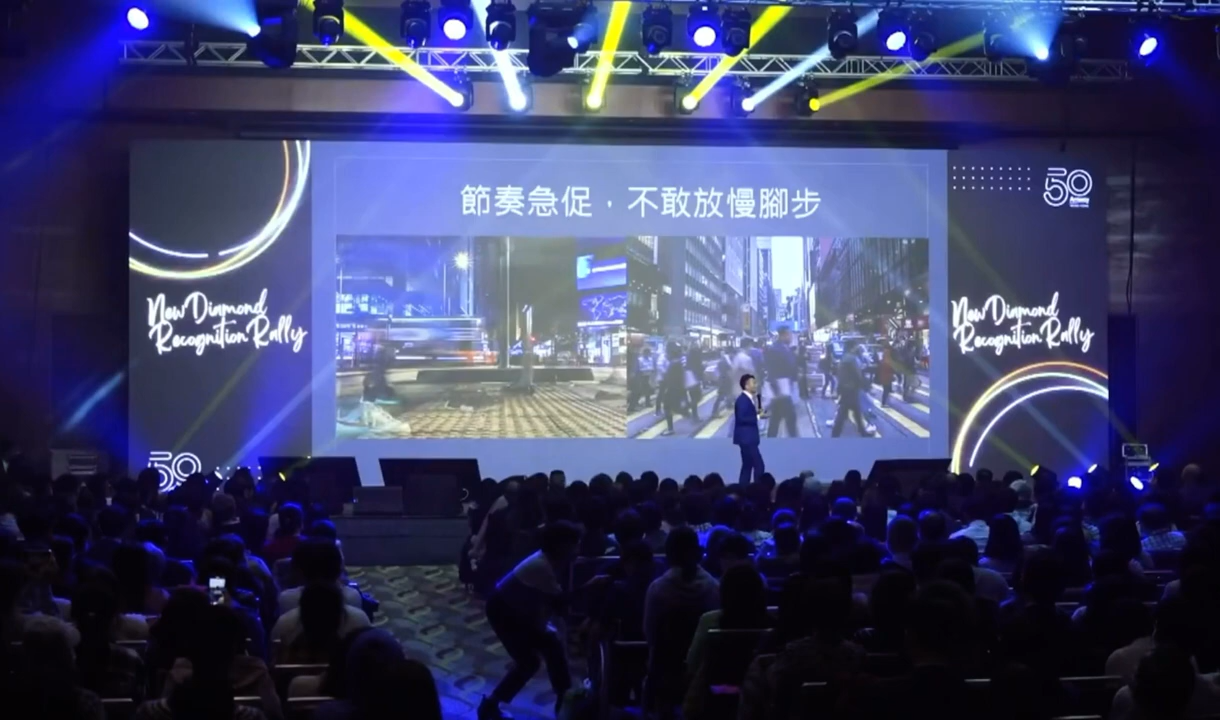 節奏急促，不敢放慢腳步
New Diamond
Recognition Rally
50
50
Amway
New Diamond
Recognition Rally